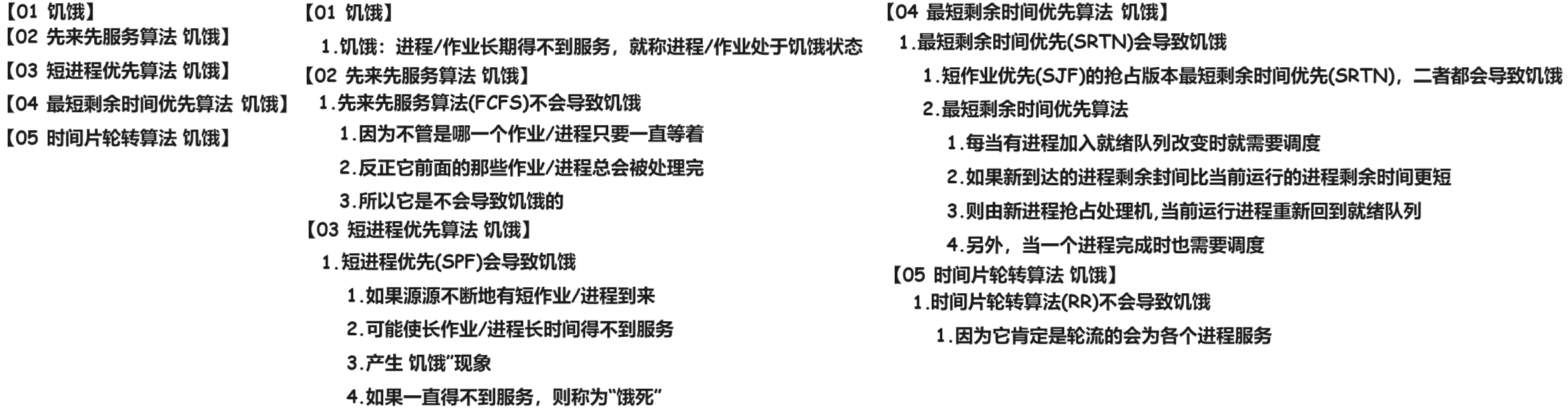 【01 饥饿】
【02 先来先服务算法 饥饿】
【03 短进程优先算法 饥饿】
【04 最短剩余时间优先算法 饥饿】
【05 时间片轮转算法 饥饿】
【01 饥饿】
1.饥饿：进程/作业长期得不到服务，就称进程/作业处于饥饿状态
【02 先来先服务算法 饥饿】
1.先来先服务算法(FCFS)不会导致饥饿
1.因为不管是哪一个作业/进程只要一直等着
2.反正它前面的那些作业/进程总会被处理完
3.所以它是不会导致饥饿的
【03 短进程优先算法 饥饿】
1.短进程优先(SPF)会导致饥饿
1.如果源源不断地有短作业/进程到来
2.可能使长作业/进程长时间得不到服务
3.产生 饥饿”现象
4.如果一直得不到服务，则称为“饿死”
【04 最短剩余时间优先算法 饥饿】
1.最短剩余时间优先(SRTN)会导致饥饿
1.短作业优先(SJF)的抢占版本最短剩余时间优先(SRTN)，二者都会导致饥饿
2.最短剩余时间优先算法
1.每当有进程加入就绪队列改变时就需要调度
2.如果新到达的进程剩余封间比当前运行的进程剩余时间更短
3.则由新进程抢占处理机,当前运行进程重新回到就绪队列
4.另外，当一个进程完成时也需要调度
【05 时间片轮转算法 饥饿】
1.时间片轮转算法(RR)不会导致饥饿
1.因为它肯定是轮流的会为各个进程服务